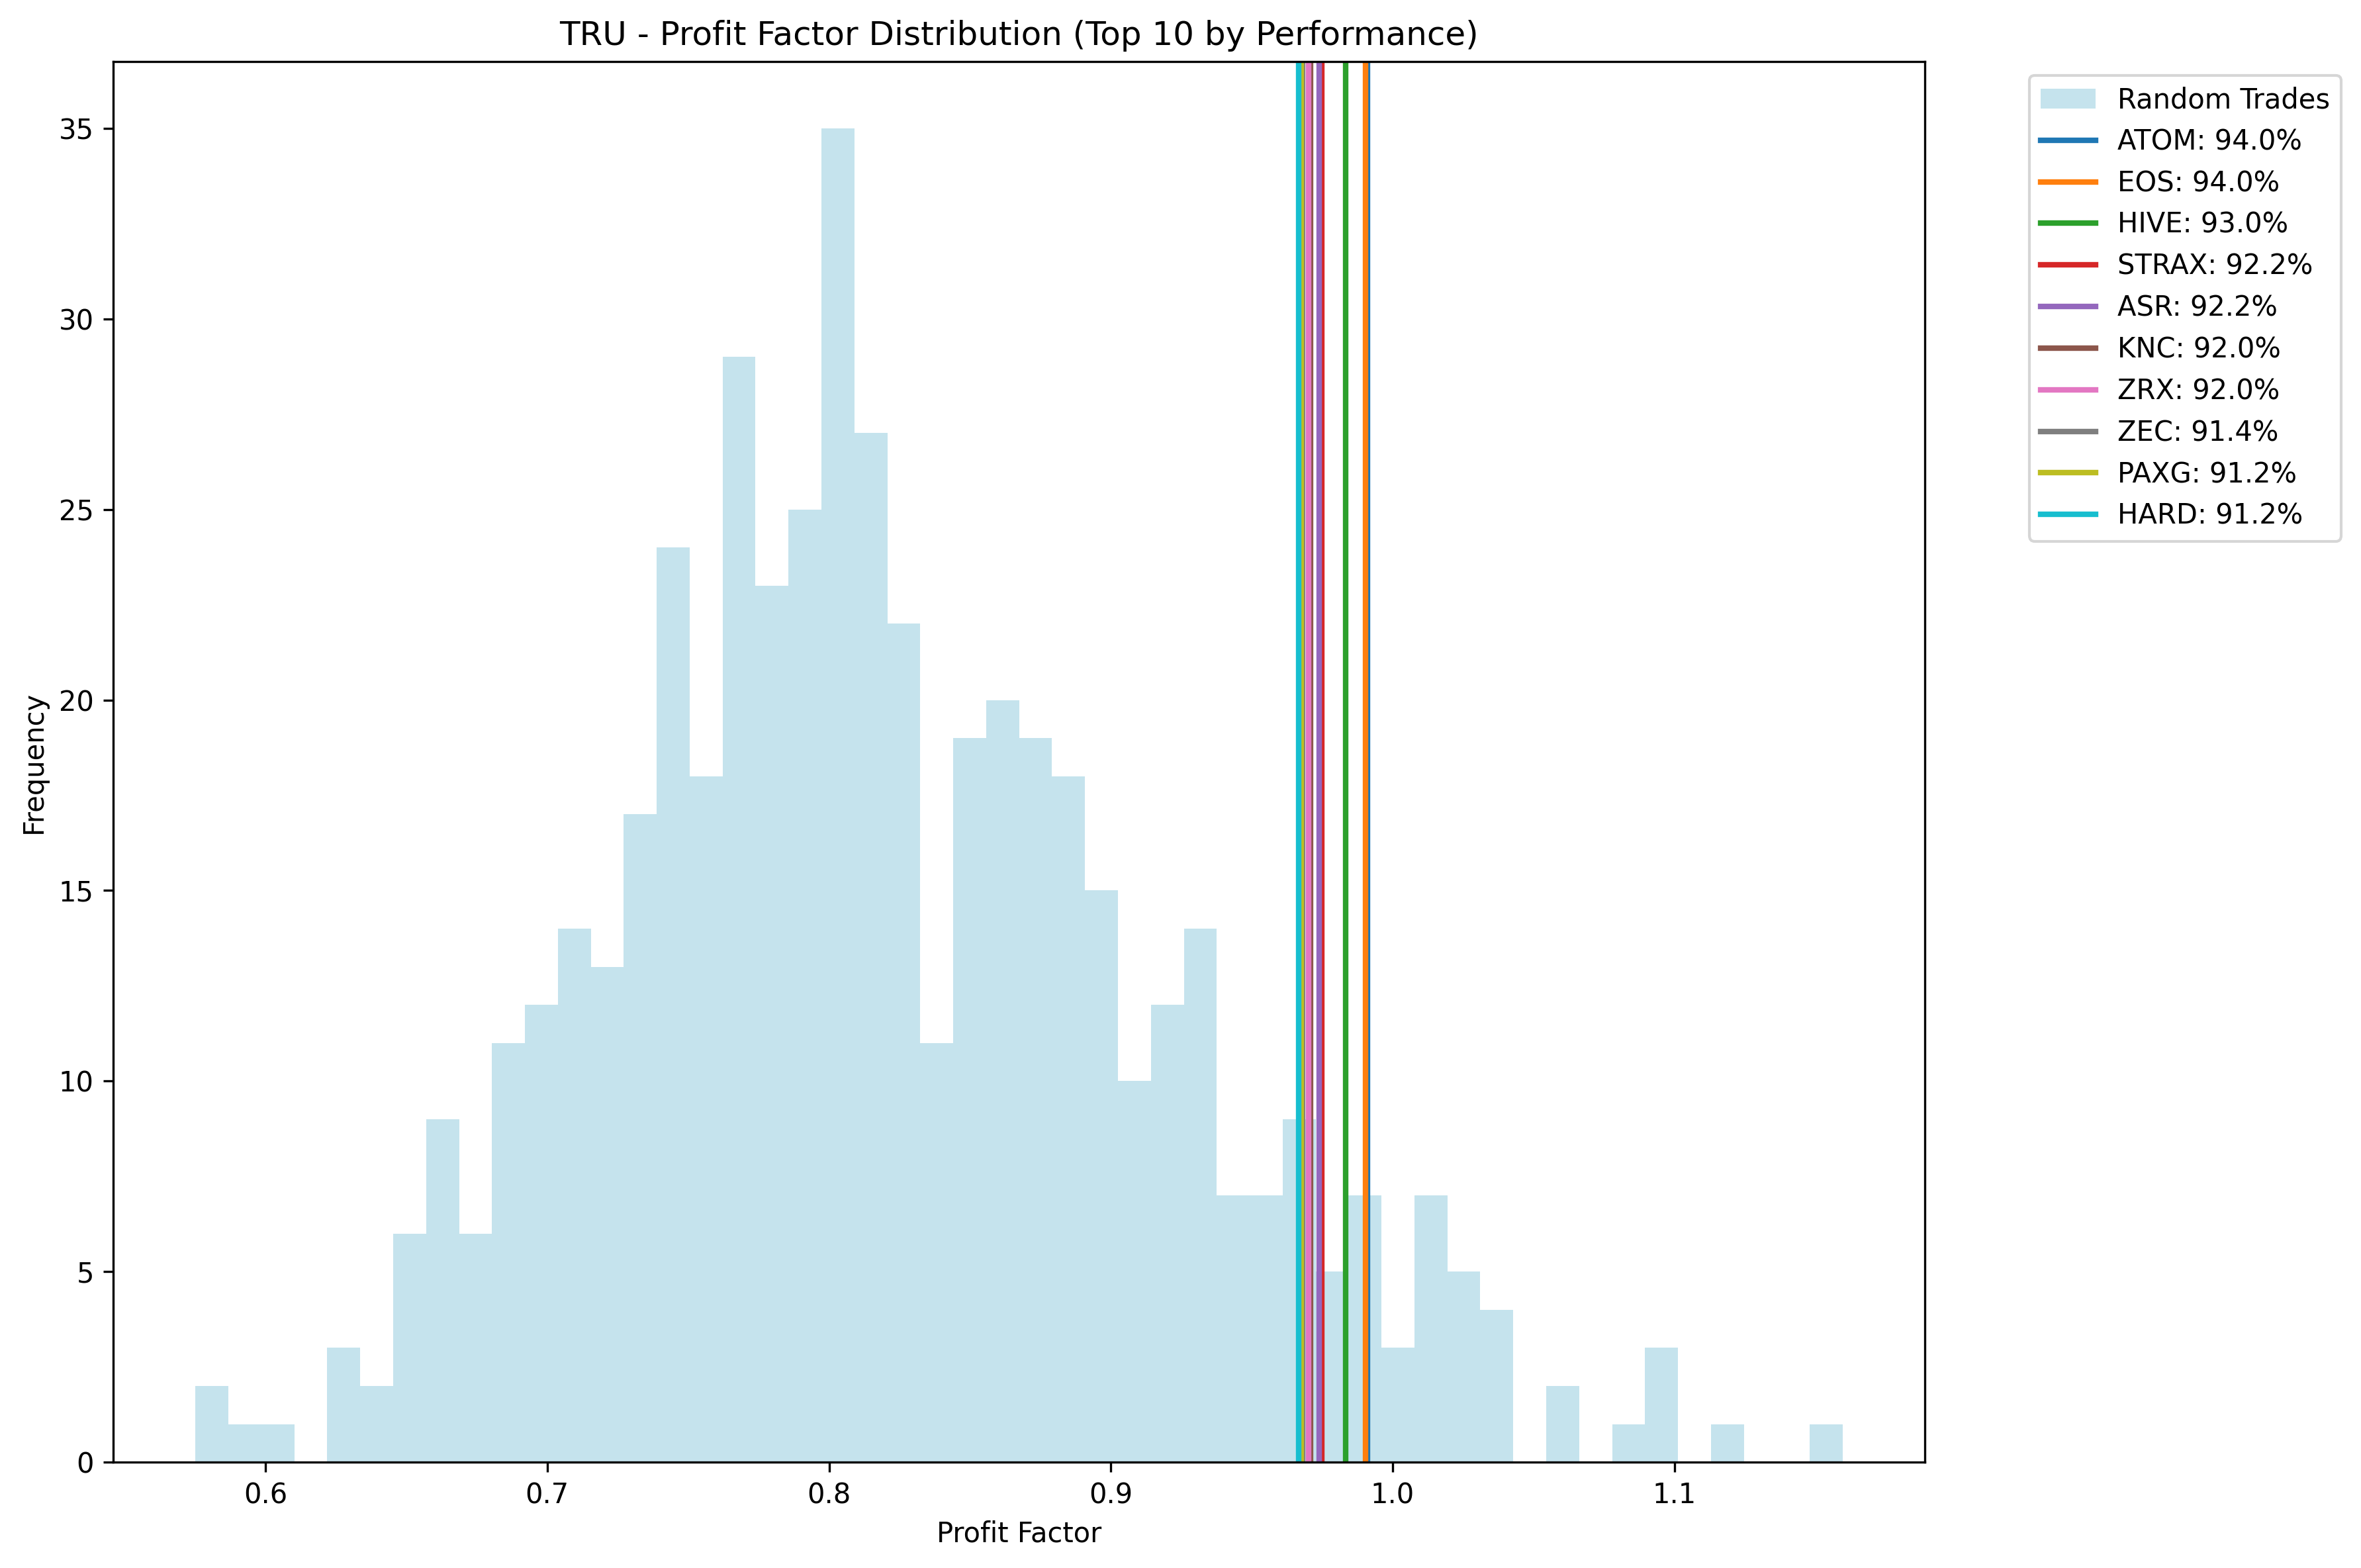 TRU - Profit Factor Distribution (Top 10 by Performance)
Random Trades
ATOM: 94.0%
EOS: 94.0%
HIVE: 93.0%
STRAX: 92.2%
ASR: 92.2%
KNC: 92.0%
ZRX: 92.0%
ZEC: 91.4%
PAXG: 91.2%
HARD: 91.2%
Frequency
35
30
25
20
15
10
5
0
0.6
0.7
0.8
0.9
1.0
1.1
Profit Factor